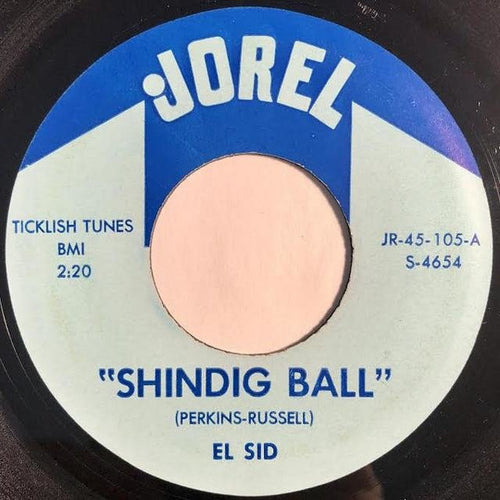 JOREL
TICKLISH TUNES
BMI
2:20
JR-45-105-A
S-4654
"SHINDIG BALL"
(PERKINS-RUSSELL)
EL SID